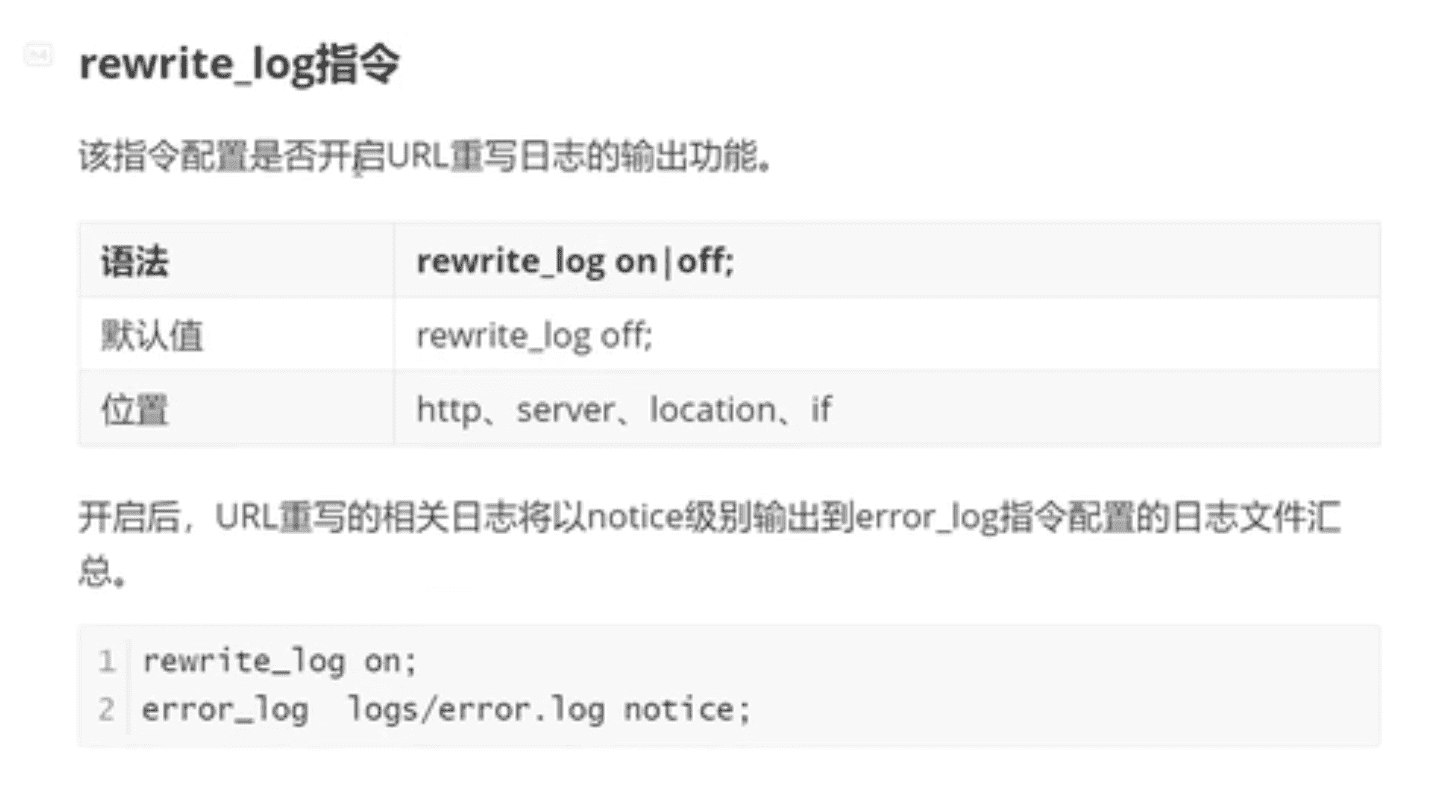 rewrite_log指令
该指令配置是否开启URL重写日志的输出功能。
语法 rewrite_log on|off;
默认值 rewrite_log off;
位置 http、server、location、if
开启后，URL重写的相关日志将以notice级别输出到error_log指令配置的日志文件汇
总。
1 rewrite_log on;
2 error_log  logs/error.log notice;